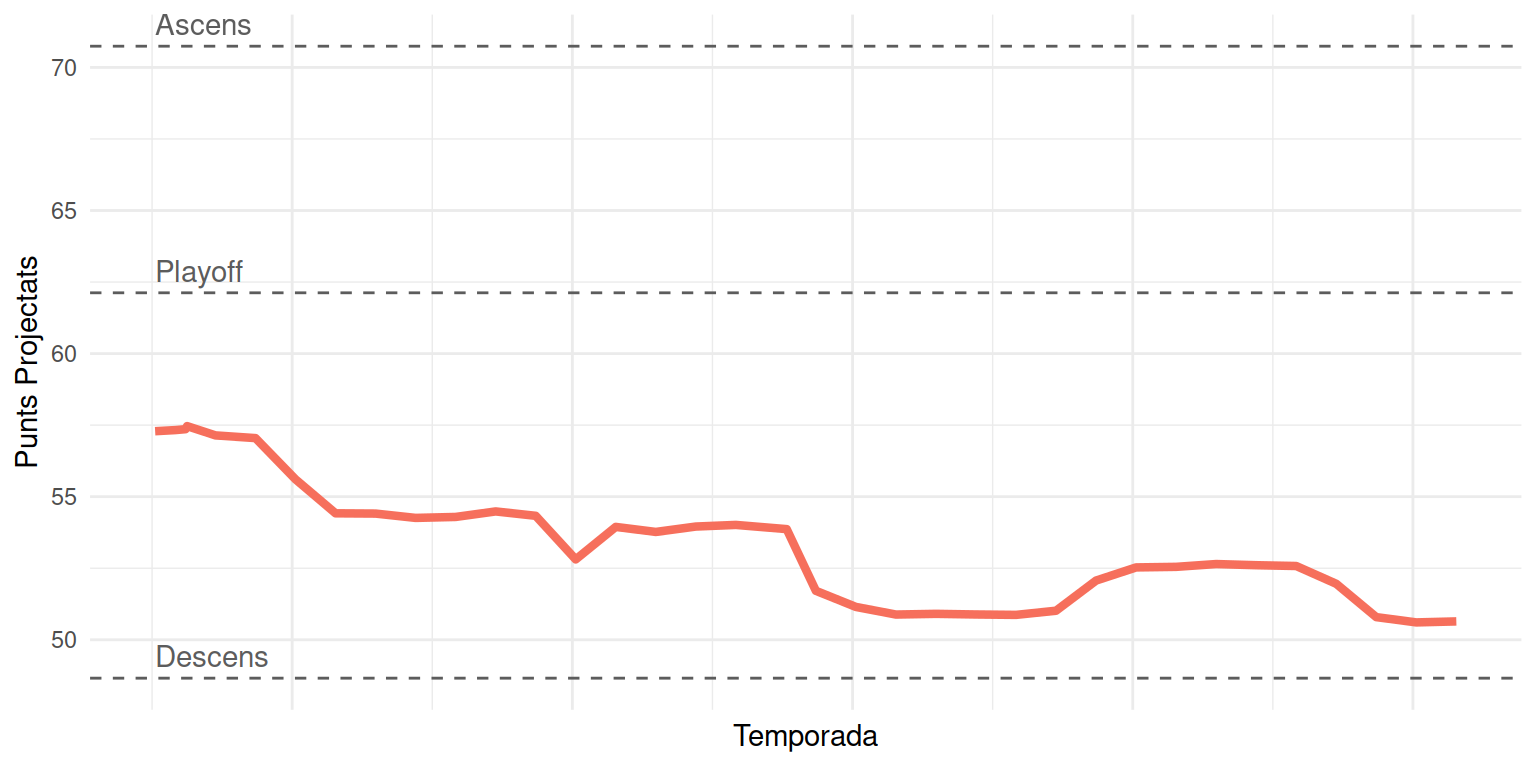 Ascens
70
65
Playoff
60
Punts Projectats
55
50
Descens
Temporada